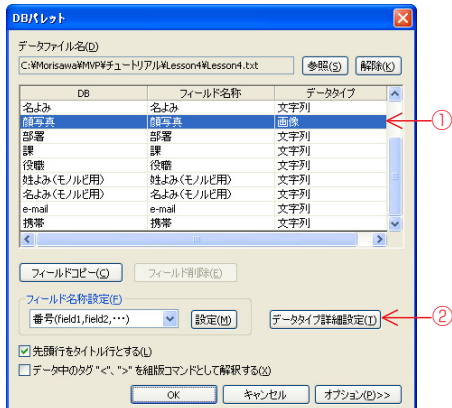 DBパレット
データファイル名(D)
C:¥Morisawa¥MVP¥チュートリアル¥Lesson4¥Lesson4.txt 参照(S) 解除(K)
DB フィールド名称 データタイプ
名よみ 名よみ 文字列
顔写真 顔写真 画像 ①
部署 部署 文字列
課 課 文字列
役職 役職 文字列
姓よみ(モノルビ用) 姓よみ(モノルビ用) 文字列
名よみ(モノルビ用) 名よみ(モノルビ用) 文字列
e-mail e-mail 文字列
携帯 携帯 文字列
フィールドコピー(C) フィールド削除(E)
フィールド名称設定(F)
番号(field1,field2,･･･) 設定(M) データタイプ詳細設定(T) ②
先頭行をタイトル行とする(L)
データ中のタグ "<"、">" を組版コマンドとして解釈する(X)
OK キャンセル オプション(P)>>